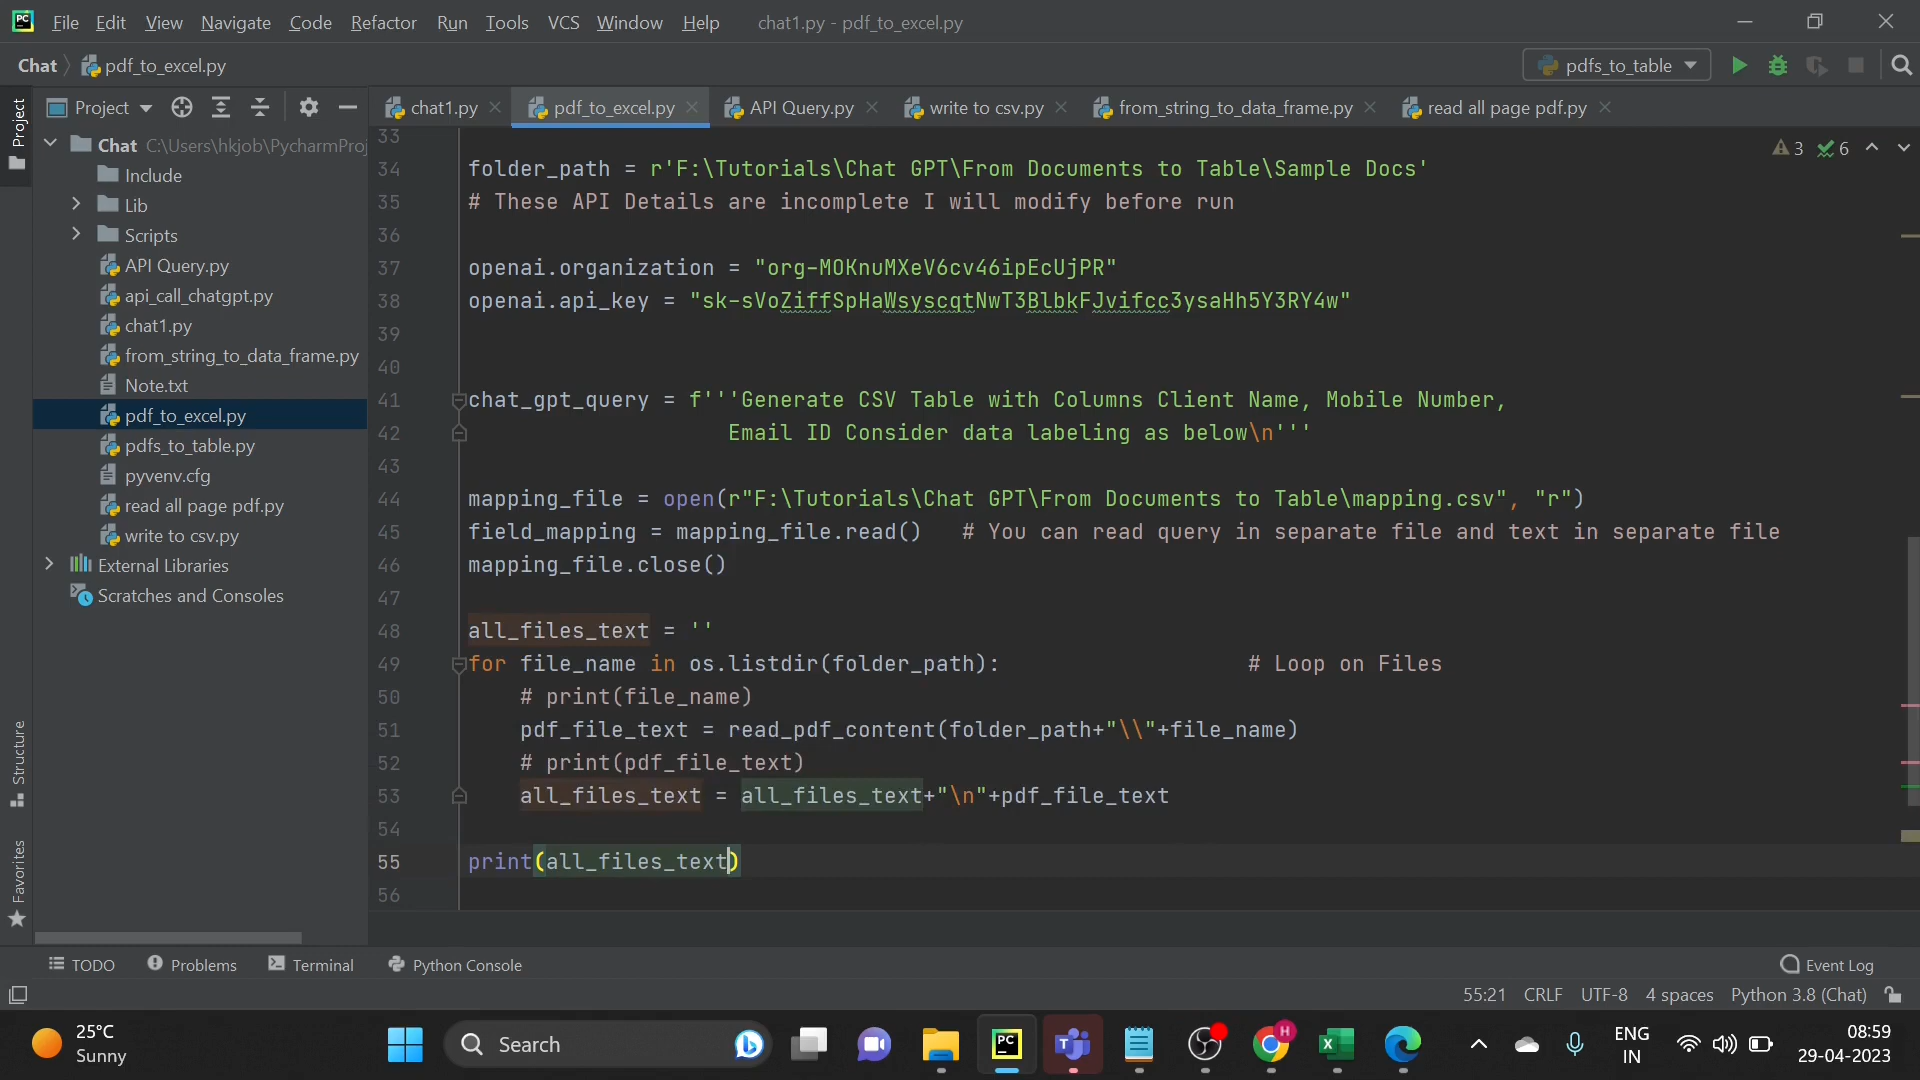 PC File Edit View Navigate Code Refactor Run Tools VCS Window Help chat1.py - pdf_to_excel.py
Chat pdf_to_excel.py pdfs_to_table
Project
Project chat1.py pdf_to_excel.py API Query.py write to csv.py from_string_to_data_frame.py read all page pdf.py
Chat C:\Users\hkjob\PycharmProj
Include
Lib
Scripts
API Query.py
api_call_chatgpt.py
chat1.py
from_string_to_data_frame.py
Note.txt
pdf_to_excel.py
pdfs_to_table.py
pyvenv.cfg
read all page pdf.py
write to csv.py
External Libraries
Scratches and Consoles
3 6
33
34 folder_path = r'F:\Tutorials\Chat GPT\From Documents to Table\Sample Docs'
35 # These API Details are incomplete I will modify before run
36
37 openai.organization = "org-MOKnuMXeV6cv46ipEcUjPR"
38 openai.api_key = "sk-sVoZiffSpHaWsyscqtNwT3BlbkFJvifcc3ysaHh5Y3RY4w"
39
40
41 chat_gpt_query = f'''Generate CSV Table with Columns Client Name, Mobile Number,
42 Email ID Consider data labeling as below\n'''
43
44 mapping_file = open(r"F:\Tutorials\Chat GPT\From Documents to Table\mapping.csv", "r")
45 field_mapping = mapping_file.read() # You can read query in separate file and text in separate file
46 mapping_file.close()
47
48 all_files_text = ''
49 for file_name in os.listdir(folder_path): # Loop on Files
50 # print(file_name)
51 pdf_file_text = read_pdf_content(folder_path+"\\"+file_name)
52 # print(pdf_file_text)
53 all_files_text = all_files_text+"\n"+pdf_file_text
54
55 print(all_files_text)
56
Structure
Favorites
TODO Problems Terminal Python Console Event Log
55:21 CRLF UTF-8 4 spaces Python 3.8 (Chat)
25°C
Sunny
Search
PC
H
ENG
IN
08:59
29-04-2023